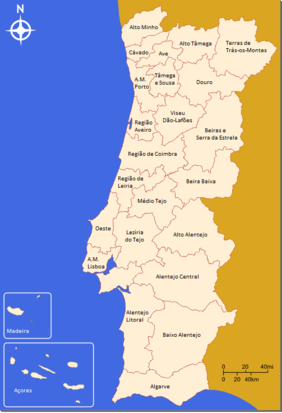 N
Alto Minho
Alto Tâmega
Terras de
Trás-os-Montes
Cávado
Ave
Tâmega
e Sousa
A.M.
Porto
Douro
Viseu
Dão-Lafões
Região
Aveiro
Beiras e
Serra da Estrela
Região de Coimbra
Região de
Leiria
Beira Baixa
Médio Tejo
Oeste
Lezíria
do Tejo
Alto Alentejo
A.M.
Lisboa
Alentejo Central
Alentejo
Litoral
Baixo Alentejo
Madeira
Açores
Algarve
0 20 40mi
0 20 40km